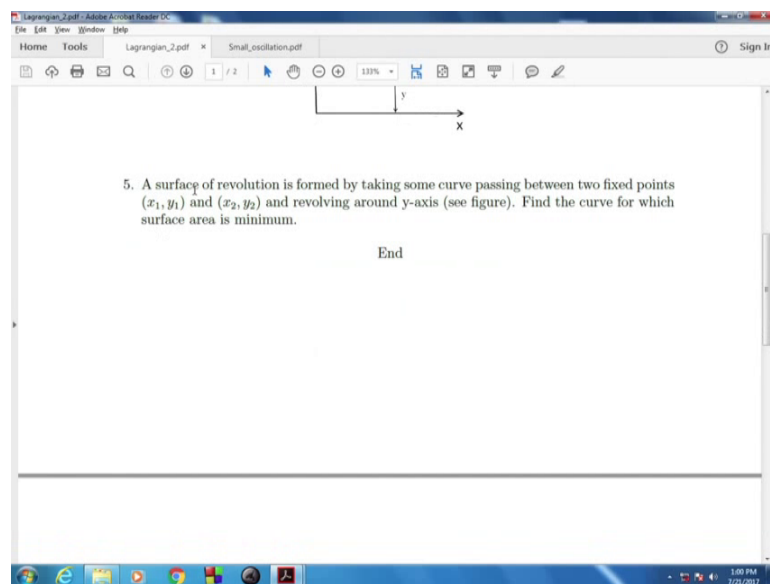 Lagrangian_2.pdf - Adobe Acrobat Reader DC
File Edit View Window Help
Home Tools Lagrangian_2.pdf × Small_oscillation.pdf Sign In
1 / 2 133%
y
X
5. A surface of revolution is formed by taking some curve passing between two fixed points
(x₁, y₁) and (x₂, y₂) and revolving around y-axis (see figure). Find the curve for which
surface area is minimum.
End
1:00 PM
7/21/2017